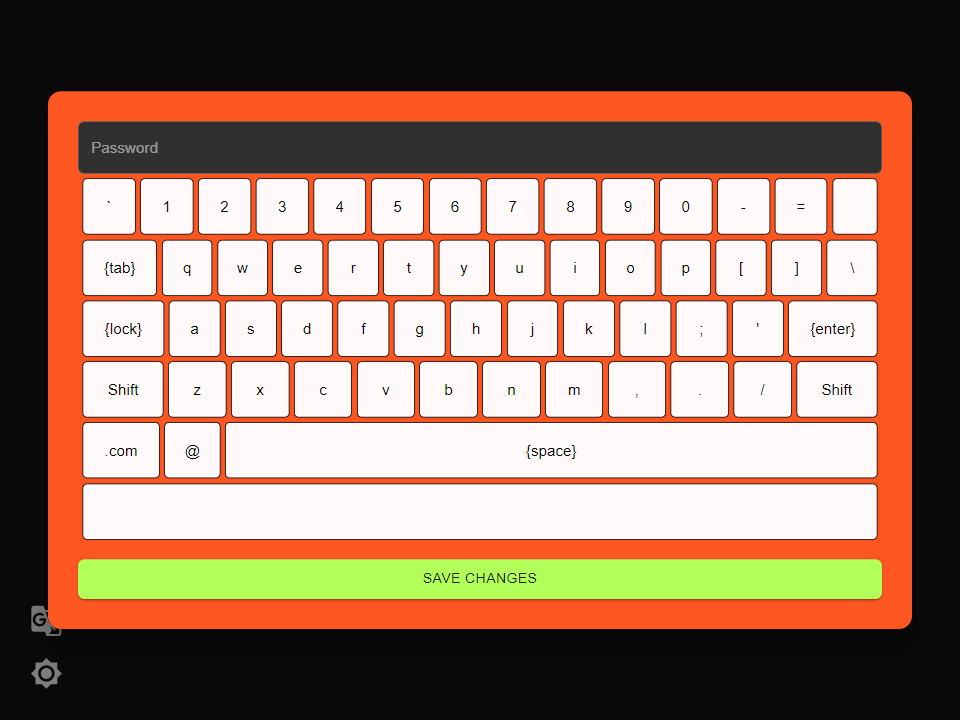 Password
` 1 2 3 4 5 6 7 8 9 0 - =
{tab} q w e r t y u i o p [ ] \
{lock} a s d f g h j k l ; ' {enter}
Shift z x c v b n m , . / Shift
.com @ {space}
SAVE CHANGES
G